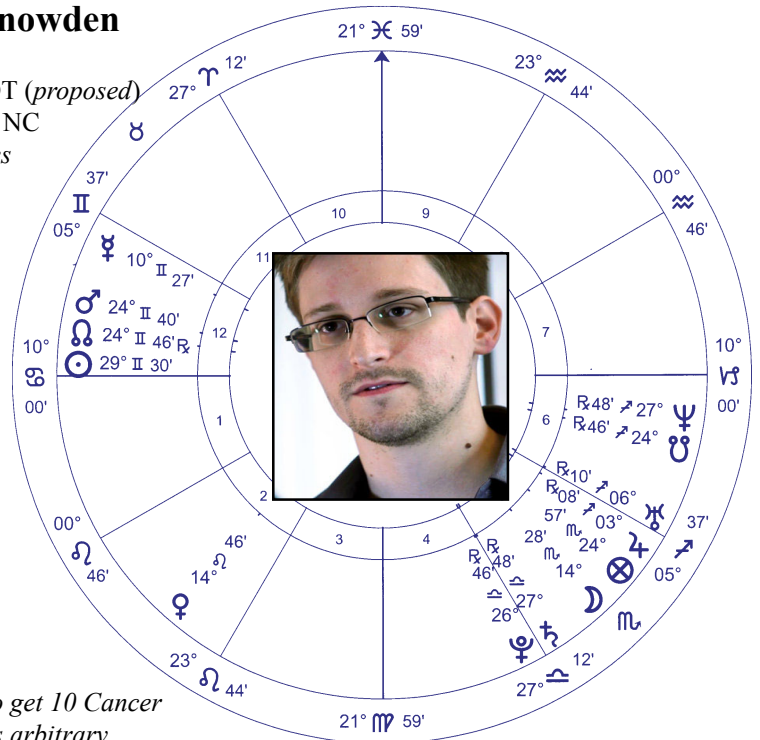 nowden
T (proposed)
NC
21° ♓ 59'
23° ♒ 44'
00° ♒ 46'
10° ♑ 00'
37' ♐ 05°
♏
12' ♎ 27°
21° ♍ 59'
23° ♌ 44'
00° ♌ 46'
10° ♋ 00'
37' ♊ 05°
♉
27° ♈ 12'
☿ 10° ♊ 27'
♂ 24° ♊ 40'
☊ 24° ♊ 46' ℞
☉ 29° ♊ 30'
♀ 14° ♌ 46'
♇ 26° ♎ 46' ℞
♄ 27° ♎ 48' ℞
☽ 14° ♏ 28'
⊗ 24° ♏ 57'
♃ 03° ♐ 08' ℞
♅ 06° ♐ 10' ℞
☋ 24° ♐ 46' ℞
♆ 27° ♐ 48' ℞
10
9
11
12
7
1
6
2
3
4
o get 10 Cancer
s arbitrary